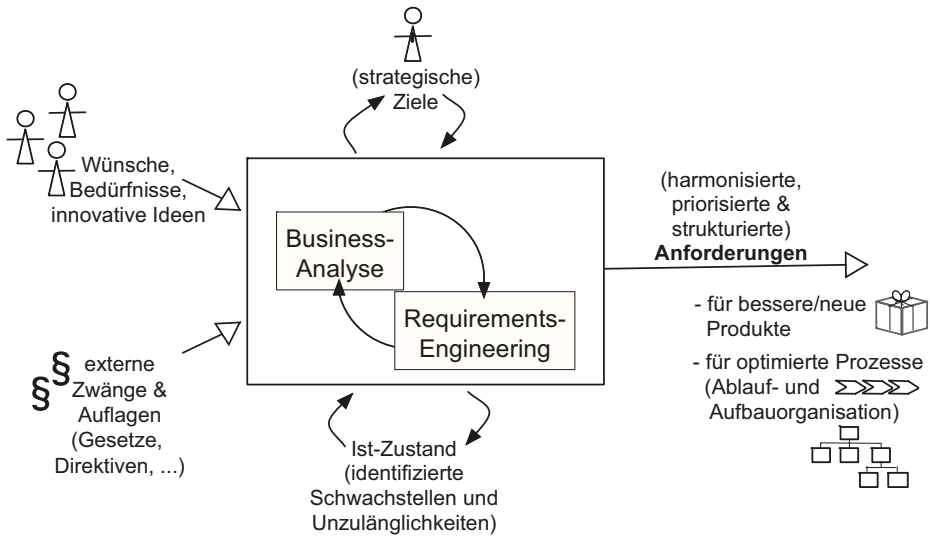 (strategische)
Ziele
Wünsche,
Bedürfnisse,
innovative Ideen
Business-
Analyse
Requirements-
Engineering
(harmonisierte,
priorisierte &
strukturierte)
Anforderungen
- für bessere/neue
Produkte
- für optimierte Prozesse
(Ablauf- und
Aufbauorganisation)
§§ externe
Zwänge &
Auflagen
(Gesetze,
Direktiven, ...)
Ist-Zustand
(identifizierte
Schwachstellen und
Unzulänglichkeiten)